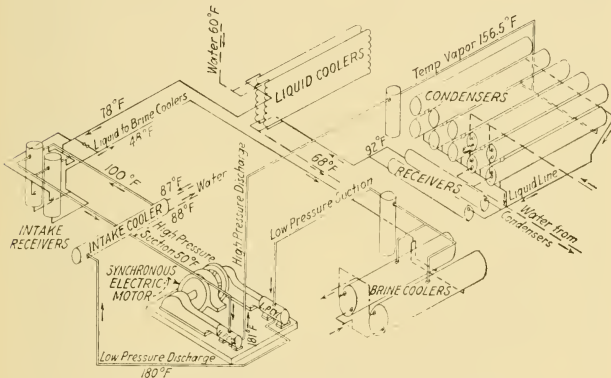 Water 60°F
Temp Vapor 156.5°F
LIQUID COOLERS
78°F
CONDENSERS
Liquid to Brine Coolers
48°F
100°F
68°F
92°F
87°F
Water
88°F
RECEIVERS
Liquid Line
INTAKE
RECEIVERS
INTAKE COOLER
High Pressure
Suction 50°F
High Pressure Discharge
Low Pressure Suction
Water from
Condensers
SYNCHRONOUS
ELECTRIC
MOTOR
BRINE COOLERS
181°F
Low Pressure Discharge
180°F